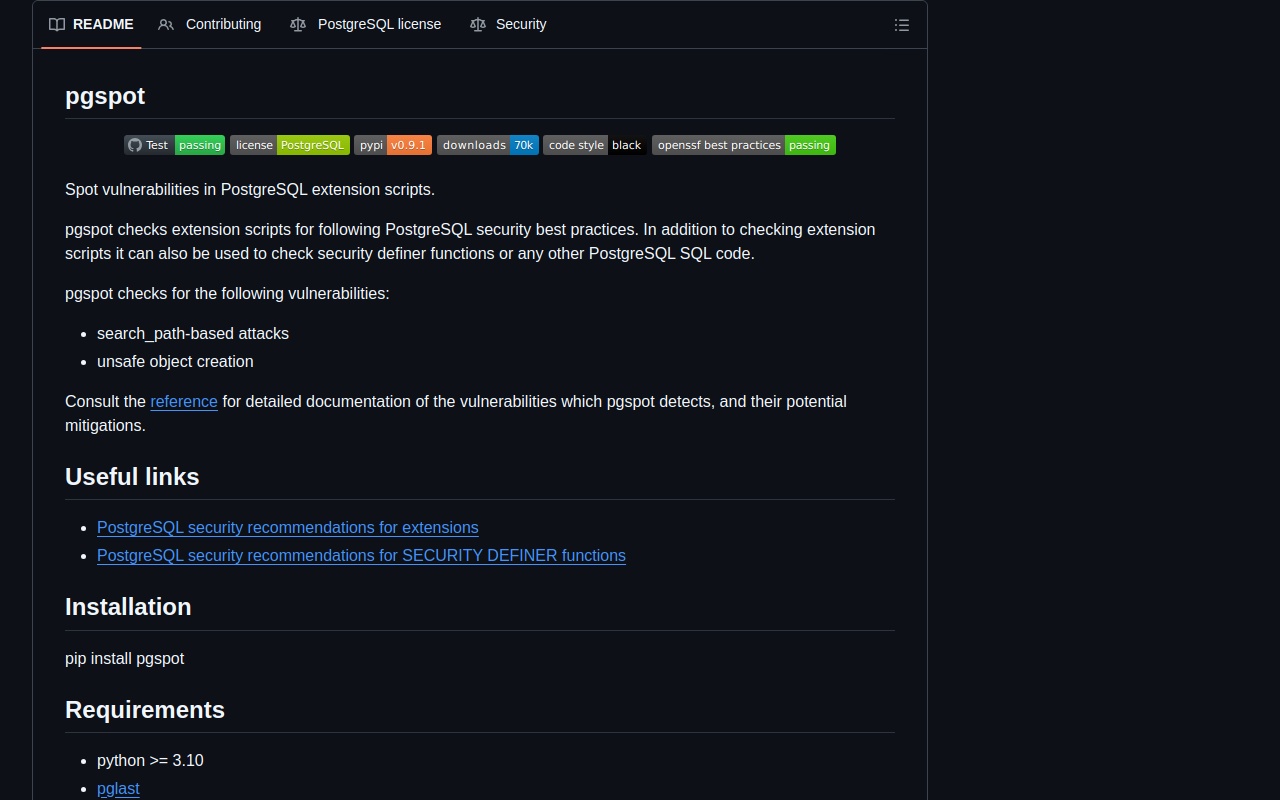 README Contributing PostgreSQL license Security
pgspot
Test passing license PostgreSQL pypi v0.9.1 downloads 70k code style black openssf best practices passing
Spot vulnerabilities in PostgreSQL extension scripts.
pgspot checks extension scripts for following PostgreSQL security best practices. In addition to checking extension
scripts it can also be used to check security definer functions or any other PostgreSQL SQL code.
pgspot checks for the following vulnerabilities:
search_path-based attacks
unsafe object creation
Consult the reference for detailed documentation of the vulnerabilities which pgspot detects, and their potential
mitigations.
Useful links
PostgreSQL security recommendations for extensions
PostgreSQL security recommendations for SECURITY DEFINER functions
Installation
pip install pgspot
Requirements
python >= 3.10
pglast